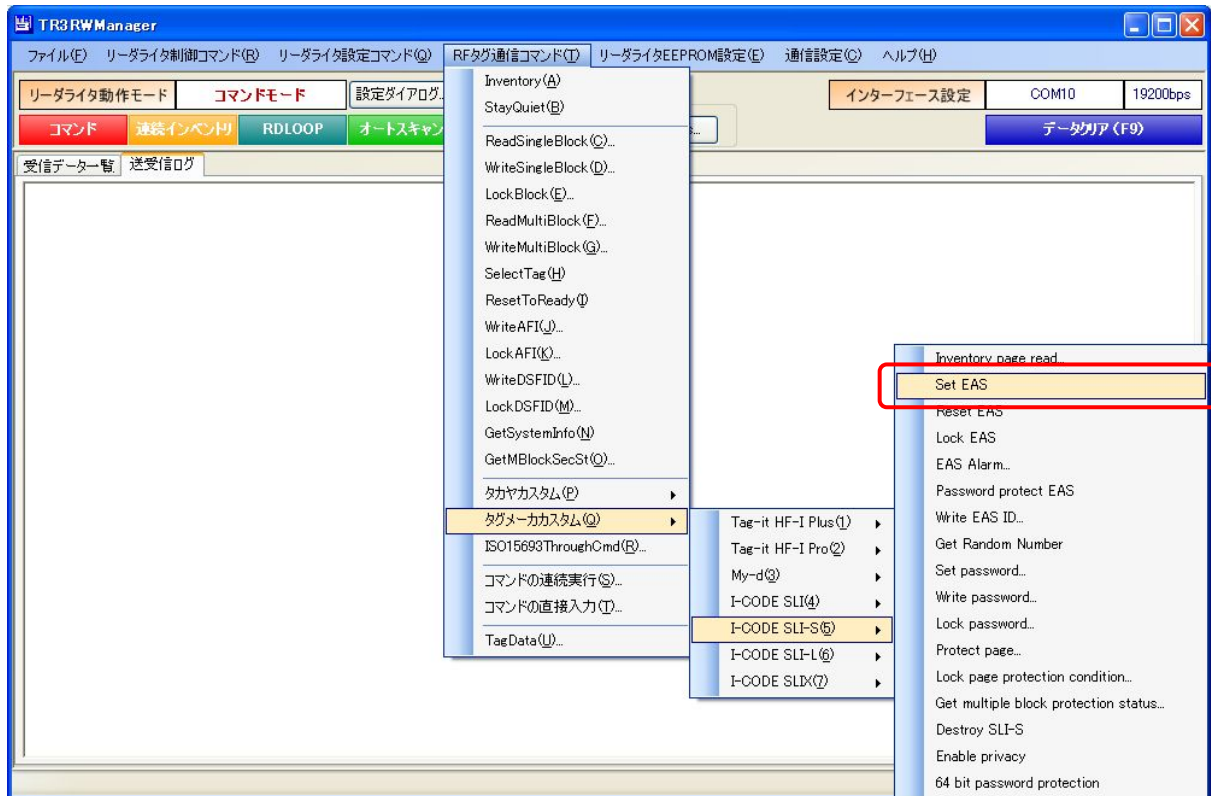 TR3RWManager
ファイル(F) リーダライタ制御コマンド(R) リーダライタ設定コマンド(Q) RFタグ通信コマンド(T) リーダライタEEPROM設定(E) 通信設定(C) ヘルプ(H)
リーダライタ動作モード コマンドモード 設定ダイアログ... インターフェース設定 COM10 19200bps
コマンド 連続インベントリ RDLOOP オートスキャン データクリア(F9)
受信データ一覧 送受信ログ
Inventory(A)
StayQuiet(B)
ReadSingleBlock(C)...
WriteSingleBlock(D)...
LockBlock(E)...
ReadMultiBlock(F)...
WriteMultiBlock(G)...
SelectTag(H)
ResetToReady(I)
WriteAFI(J)...
LockAFI(K)...
WriteDSFID(L)...
LockDSFID(M)...
GetSystemInfo(N)
GetMBlockSecSt(O)...
タカヤカスタム(P)
タグメーカカスタム(Q)
ISO15693ThroughCmd(R)...
コマンドの連続実行(S)...
コマンドの直接入力(T)...
TagData(U)...
Tag-it HF-I Plus(1)
Tag-it HF-I Pro(2)
My-d(3)
I-CODE SLI(4)
I-CODE SLI-S(5)
I-CODE SLI-L(6)
I-CODE SLIX(7)
Inventory page read...
Set EAS
Reset EAS
Lock EAS
EAS Alarm...
Password protect EAS
Write EAS ID...
Get Random Number
Set password...
Write password...
Lock password...
Protect page...
Lock page protection condition...
Get multiple block protection status...
Destroy SLI-S
Enable privacy
64 bit password protection